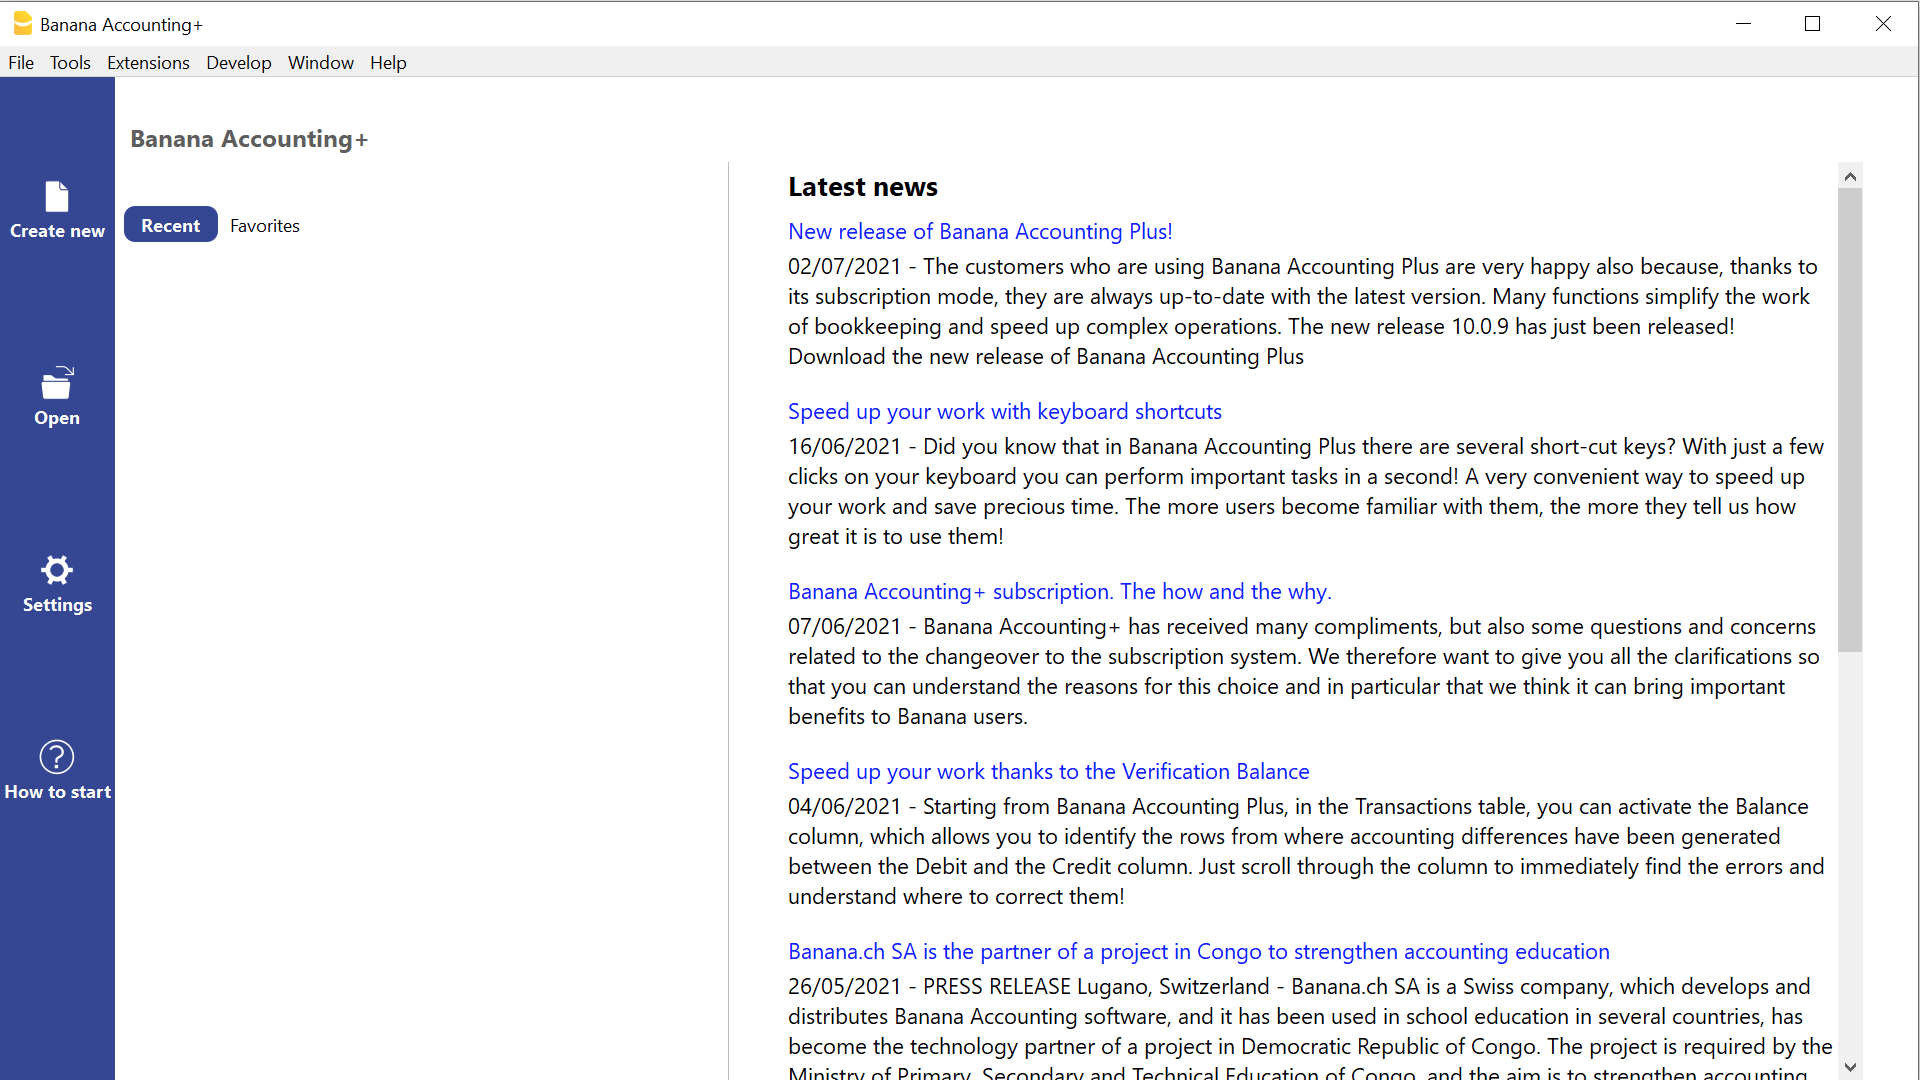 Banana Accounting+
File Tools Extensions Develop Window Help
Banana Accounting+
Create new
Open
Settings
How to start
Recent Favorites
Latest news
New release of Banana Accounting Plus!
02/07/2021 - The customers who are using Banana Accounting Plus are very happy also because, thanks to
its subscription mode, they are always up-to-date with the latest version. Many functions simplify the work
of bookkeeping and speed up complex operations. The new release 10.0.9 has just been released!
Download the new release of Banana Accounting Plus
Speed up your work with keyboard shortcuts
16/06/2021 - Did you know that in Banana Accounting Plus there are several short-cut keys? With just a few
clicks on your keyboard you can perform important tasks in a second! A very convenient way to speed up
your work and save precious time. The more users become familiar with them, the more they tell us how
great it is to use them!
Banana Accounting+ subscription. The how and the why.
07/06/2021 - Banana Accounting+ has received many compliments, but also some questions and concerns
related to the changeover to the subscription system. We therefore want to give you all the clarifications so
that you can understand the reasons for this choice and in particular that we think it can bring important
benefits to Banana users.
Speed up your work thanks to the Verification Balance
04/06/2021 - Starting from Banana Accounting Plus, in the Transactions table, you can activate the Balance
column, which allows you to identify the rows from where accounting differences have been generated
between the Debit and the Credit column. Just scroll through the column to immediately find the errors and
understand where to correct them!
Banana.ch SA is the partner of a project in Congo to strengthen accounting education
26/05/2021 - PRESS RELEASE Lugano, Switzerland - Banana.ch SA is a Swiss company, which develops and
distributes Banana Accounting software, and it has been used in school education in several countries, has
become the technology partner of a project in Democratic Republic of Congo. The project is required by the
Ministry of Primary, Secondary and Technical Education of Congo, and the aim is to strengthen accounting